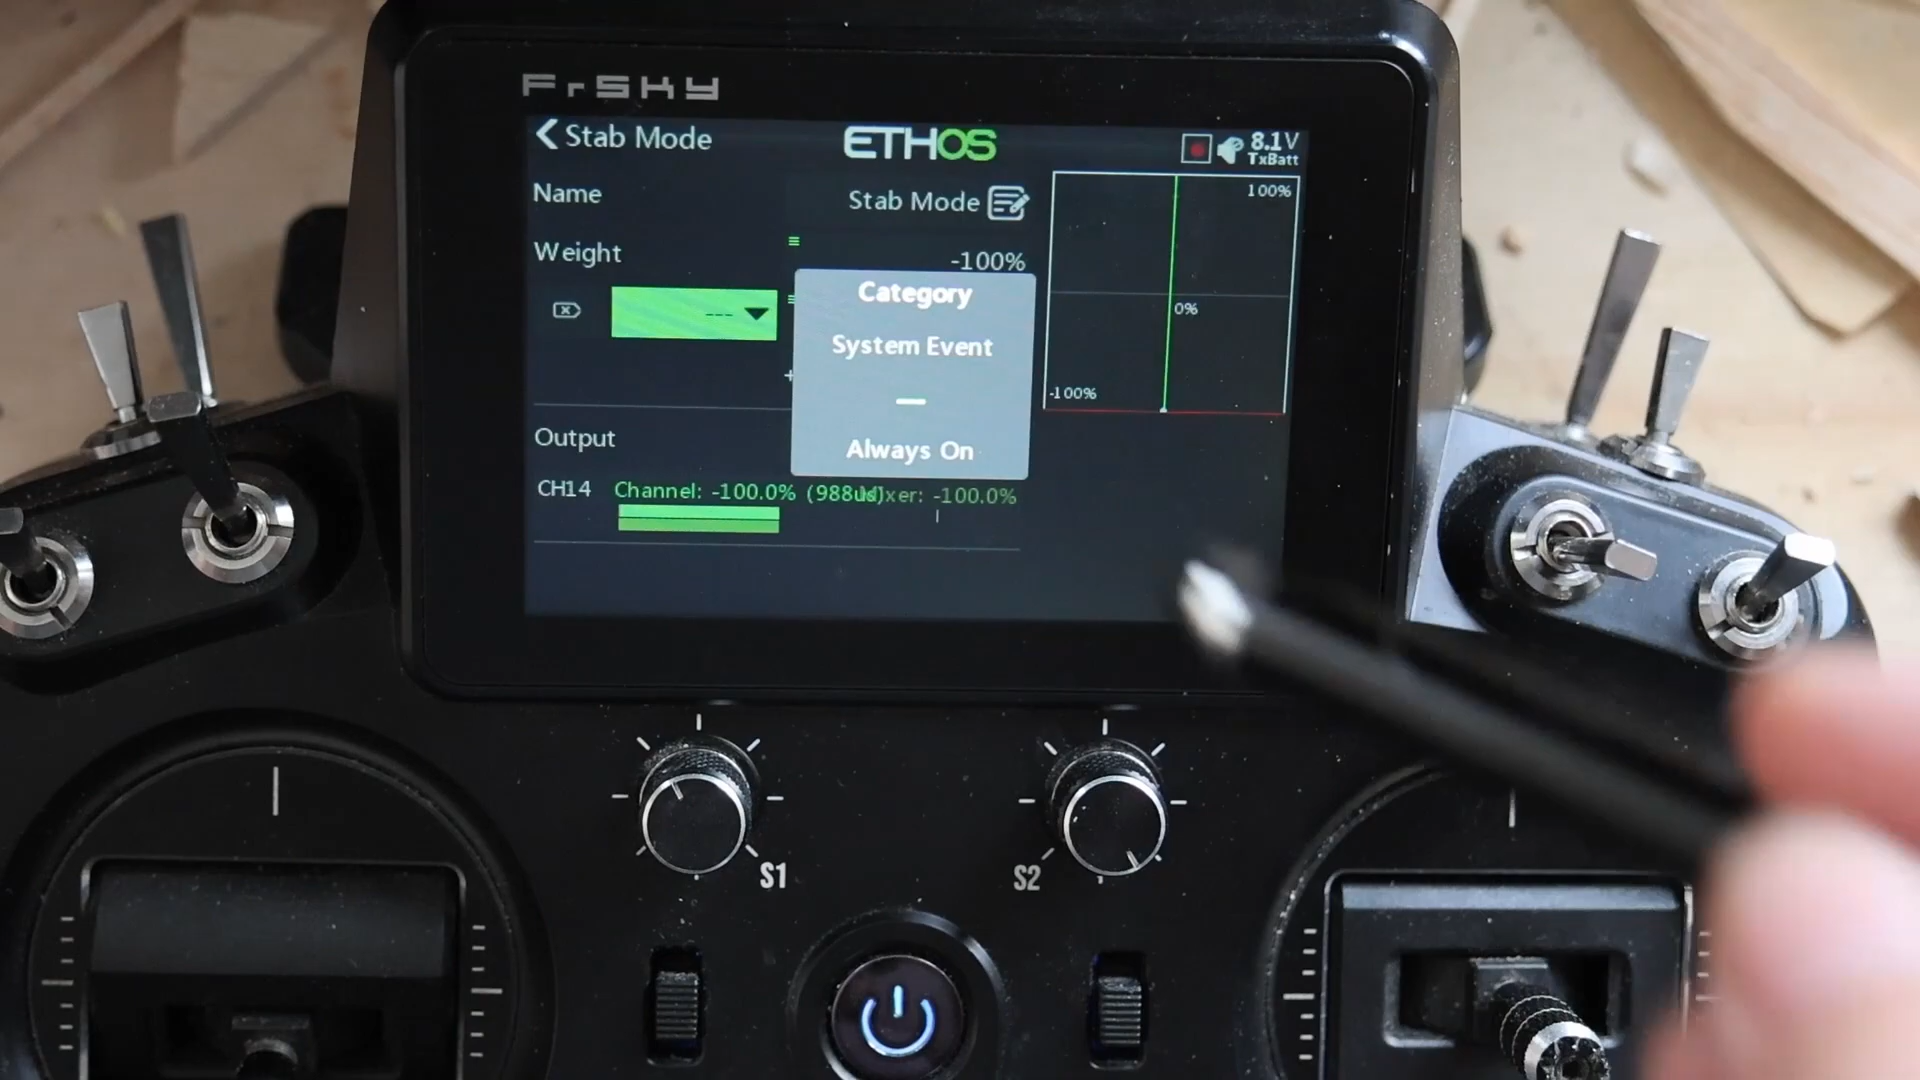 FrSKY
Stab Mode
ETHOS
8.1V
TxBatt
Name
Stab Mode
100%
Weight
-100%
Category
System Event
---
—
Always On
0%
-100%
+
Output
CH14
Channel: -100.0% (988us)
Mixer: -100.0%
S1
S2